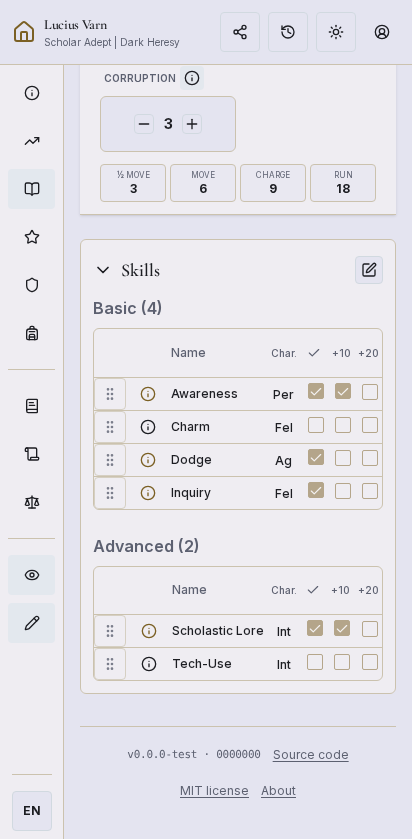 Lucius Varn
Scholar Adept | Dark Heresy
CORRUPTION
3
½ MOVE MOVE CHARGE RUN
3 6 9 18
Skills
Basic (4)
Name Char. +10 +20
Awareness Per
Charm Fel
Dodge Ag
Inquiry Fel
Advanced (2)
Name Char. +10 +20
Scholastic Lore Int
Tech-Use Int
v0.0.0-test · 0000000 Source code
MIT license About
EN